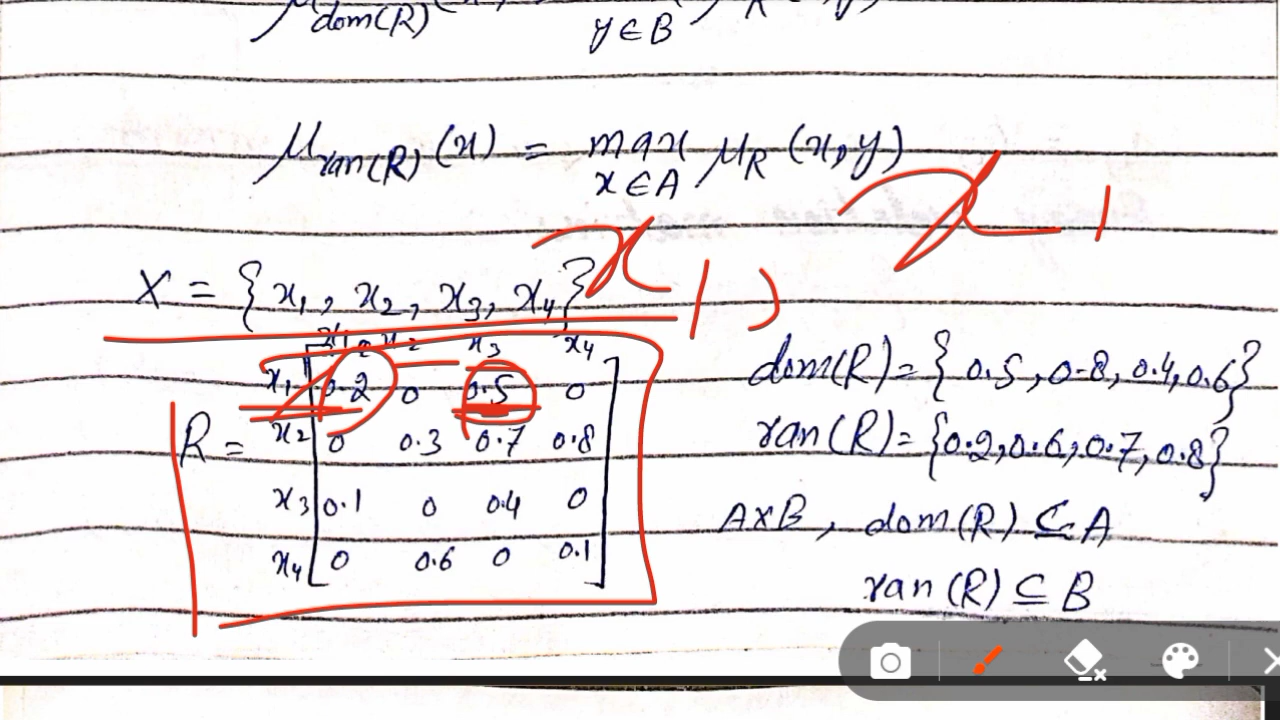 μdom(R)
y∈B
μran(R) (x) = max μR (x,y)
x∈A
x 1
X = {x1, x2, x3, x4} x 1 )
x1 x2 x3 x4
x1 0.2 0 0.5 0
R = x2 0 0.3 0.7 0.8
x3 0.1 0 0.4 0
x4 0 0.6 0 0.1
dom(R) = { 0.5, 0.8, 0.4, 0.6}
ran(R) = {0.2, 0.6, 0.7, 0.8}
A×B, dom(R) ⊆ A
ran(R) ⊆ B